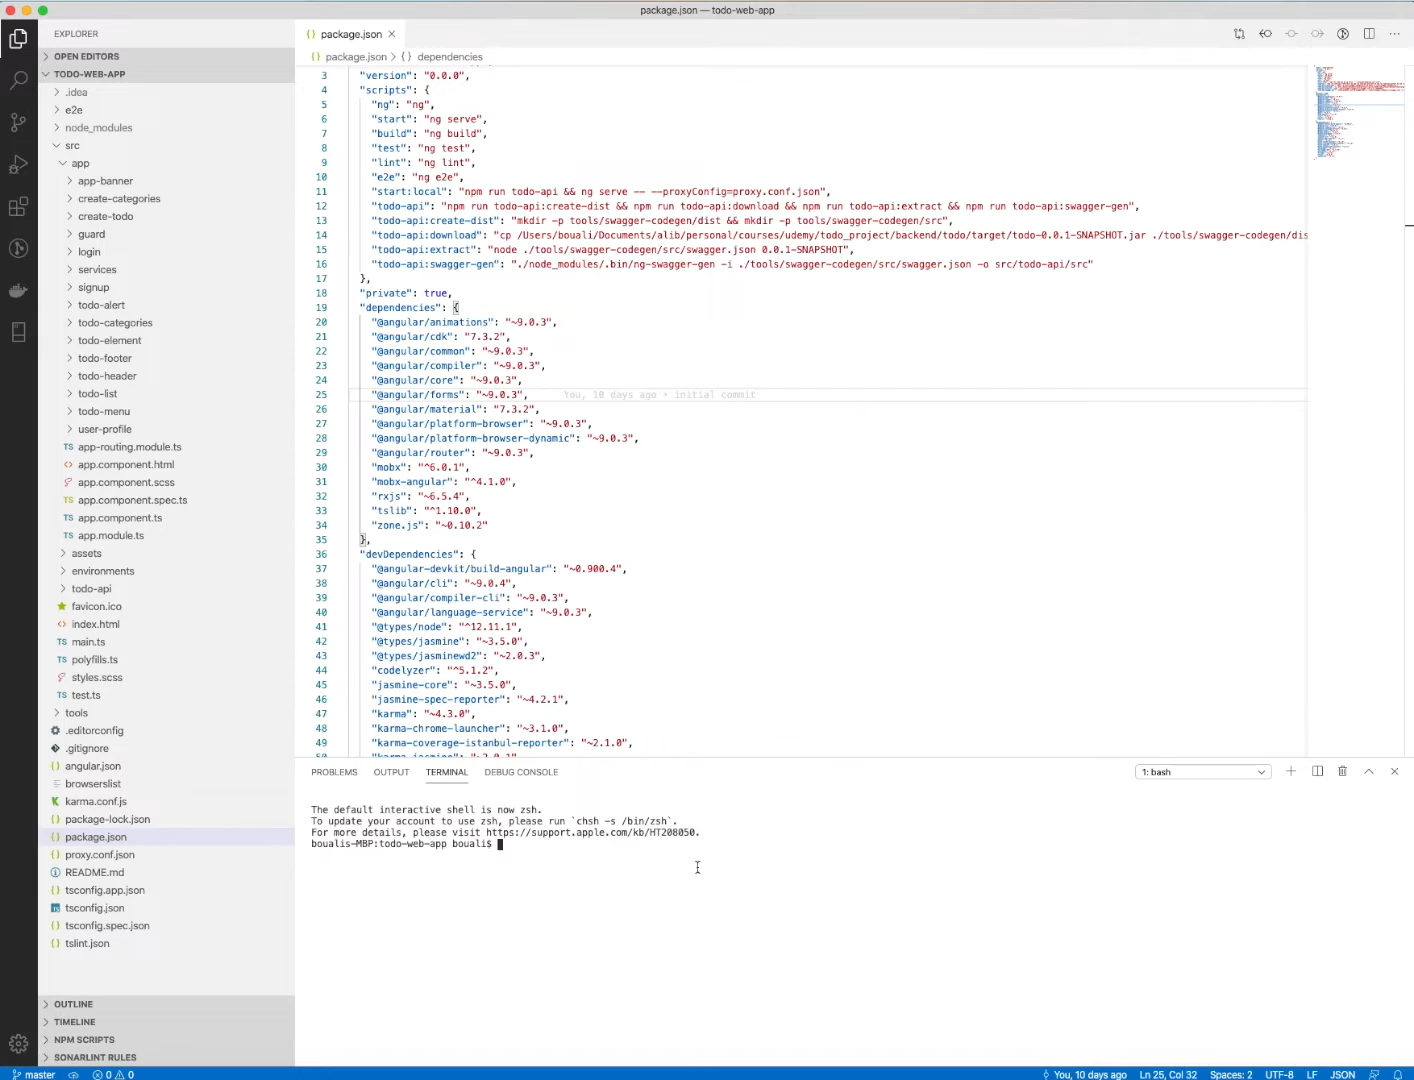 package.json — todo-web-app
EXPLORER
OPEN EDITORS
TODO-WEB-APP
.idea
e2e
node_modules
src
app
app-banner
create-categories
create-todo
guard
login
services
signup
todo-alert
todo-categories
todo-element
todo-footer
todo-header
todo-list
todo-menu
user-profile
TS app-routing.module.ts
<> app.component.html
app.component.scss
TS app.component.spec.ts
TS app.component.ts
TS app.module.ts
assets
environments
todo-api
favicon.ico
<> index.html
TS main.ts
TS polyfills.ts
styles.scss
TS test.ts
tools
.editorconfig
.gitignore
{} angular.json
browserslist
karma.conf.js
{} package-lock.json
{} package.json
{} proxy.conf.json
README.md
{} tsconfig.app.json
tsconfig.json
{} tsconfig.spec.json
{} tslint.json
OUTLINE
TIMELINE
NPM SCRIPTS
SONARLINT RULES
{} package.json ×
{} package.json > {} dependencies
3 "version": "0.0.0",
4 "scripts": {
5 "ng": "ng",
6 "start": "ng serve",
7 "build": "ng build",
8 "test": "ng test",
9 "lint": "ng lint",
10 "e2e": "ng e2e",
11 "start:local": "npm run todo-api && ng serve -- --proxyConfig=proxy.conf.json",
12 "todo-api": "npm run todo-api:create-dist && npm run todo-api:download && npm run todo-api:extract && npm run todo-api:swagger-gen",
13 "todo-api:create-dist": "mkdir -p tools/swagger-codegen/dist && mkdir -p tools/swagger-codegen/src",
14 "todo-api:download": "cp /Users/bouali/Documents/alib/personal/courses/udemy/todo_project/backend/todo/target/todo-0.0.1-SNAPSHOT.jar ./tools/swagger-codegen/dis
15 "todo-api:extract": "node ./tools/swagger-codegen/src/swagger.json 0.0.1-SNAPSHOT",
16 "todo-api:swagger-gen": "./node_modules/.bin/ng-swagger-gen -i ./tools/swagger-codegen/src/swagger.json -o src/todo-api/src"
17 },
18 "private": true,
19 "dependencies": {
20 "@angular/animations": "~9.0.3",
21 "@angular/cdk": "7.3.2",
22 "@angular/common": "~9.0.3",
23 "@angular/compiler": "~9.0.3",
24 "@angular/core": "~9.0.3",
25 "@angular/forms": "~9.0.3", You, 10 days ago • initial commit
26 "@angular/material": "7.3.2",
27 "@angular/platform-browser": "~9.0.3",
28 "@angular/platform-browser-dynamic": "~9.0.3",
29 "@angular/router": "~9.0.3",
30 "mobx": "^6.0.1",
31 "mobx-angular": "^4.1.0",
32 "rxjs": "~6.5.4",
33 "tslib": "^1.10.0",
34 "zone.js": "~0.10.2"
35 },
36 "devDependencies": {
37 "@angular-devkit/build-angular": "~0.900.4",
38 "@angular/cli": "~9.0.4",
39 "@angular/compiler-cli": "~9.0.3",
40 "@angular/language-service": "~9.0.3",
41 "@types/node": "^12.11.1",
42 "@types/jasmine": "~3.5.0",
43 "@types/jasminewd2": "~2.0.3",
44 "codelyzer": "^5.1.2",
45 "jasmine-core": "~3.5.0",
46 "jasmine-spec-reporter": "~4.2.1",
47 "karma": "~4.3.0",
48 "karma-chrome-launcher": "~3.1.0",
49 "karma-coverage-istanbul-reporter": "~2.1.0",
PROBLEMS OUTPUT TERMINAL DEBUG CONSOLE 1: bash
The default interactive shell is now zsh.
To update your account to use zsh, please run `chsh -s /bin/zsh`.
For more details, please visit https://support.apple.com/kb/HT208050.
boualis-MBP:todo-web-app bouali$
master 0 0 You, 10 days ago Ln 25, Col 32 Spaces: 2 UTF-8 LF JSON